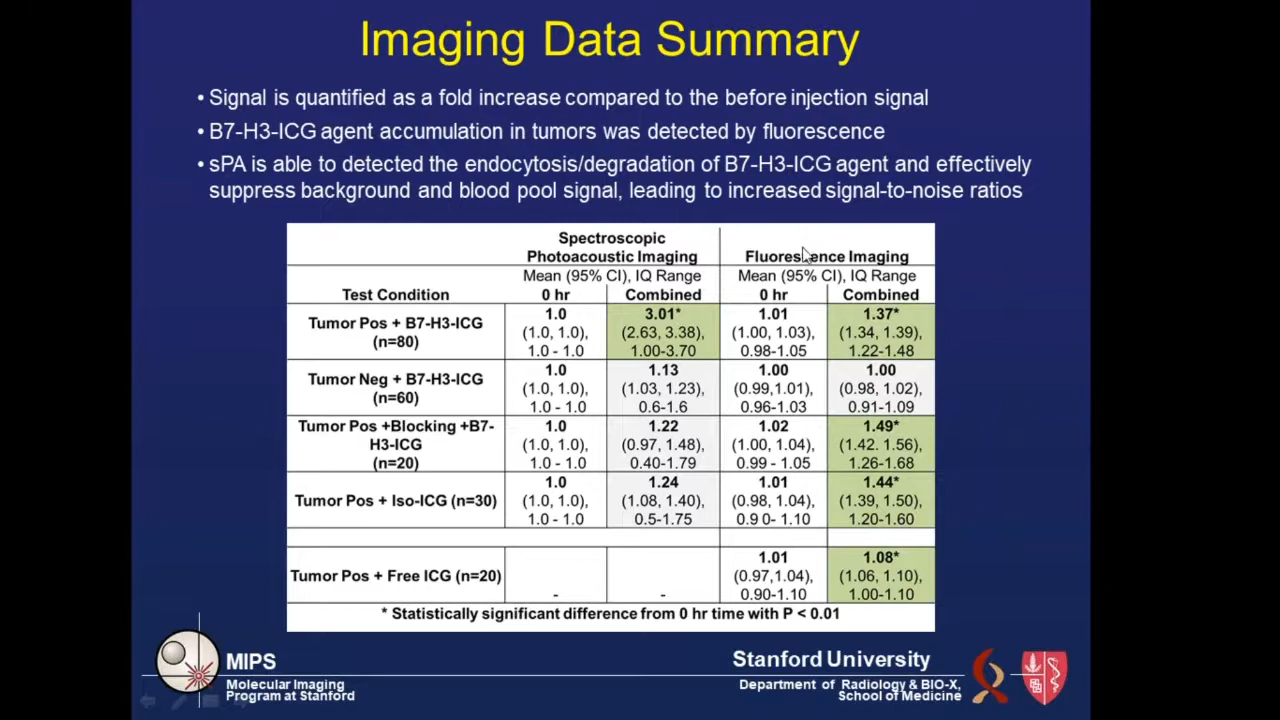 Imaging Data Summary
• Signal is quantified as a fold increase compared to the before injection signal
• B7-H3-ICG agent accumulation in tumors was detected by fluorescence
• sPA is able to detected the endocytosis/degradation of B7-H3-ICG agent and effectively
suppress background and blood pool signal, leading to increased signal-to-noise ratios
Spectroscopic
Photoacoustic Imaging Fluorescence Imaging
Mean (95% CI), IQ Range Mean (95% CI), IQ Range
Test Condition 0 hr Combined 0 hr Combined
Tumor Pos + B7-H3-ICG
(n=80)
1.0 3.01* 1.01 1.37*
(1.0, 1.0), (2.63, 3.38), (1.00, 1.03), (1.34, 1.39),
1.0 - 1.0 1.00-3.70 0.98-1.05 1.22-1.48
Tumor Neg + B7-H3-ICG
(n=60)
1.0 1.13 1.00 1.00
(1.0, 1.0), (1.03, 1.23), (0.99,1.01), (0.98, 1.02),
1.0 - 1.0 0.6-1.6 0.96-1.03 0.91-1.09
Tumor Pos +Blocking +B7-
H3-ICG
(n=20)
1.0 1.22 1.02 1.49*
(1.0, 1.0), (0.97, 1.48), (1.00, 1.04), (1.42. 1.56),
1.0 - 1.0 0.40-1.79 0.99 - 1.05 1.26-1.68
Tumor Pos + Iso-ICG (n=30)
1.0 1.24 1.01 1.44*
(1.0, 1.0), (1.08, 1.40), (0.98, 1.04), (1.39, 1.50),
1.0 - 1.0 0.5-1.75 0.9 0- 1.10 1.20-1.60
Tumor Pos + Free ICG (n=20)
1.01 1.08*
(0.97,1.04), (1.06, 1.10),
- - 0.90-1.10 1.00-1.10
* Statistically significant difference from 0 hr time with P < 0.01
MIPS
Molecular Imaging
Program at Stanford
Stanford University
Department of Radiology & BIO-X,
School of Medicine